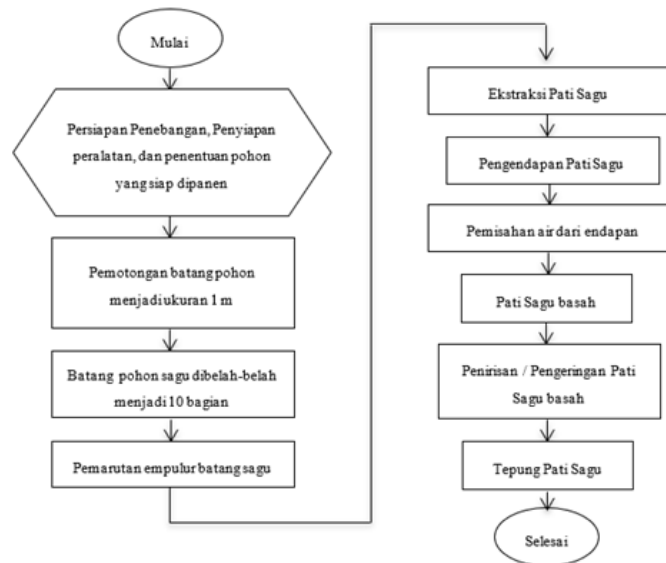 Mulai
Persiapan Penebangan, Penyiapan
peralatan, dan penentuan pohon
yang siap dipanen
Pemotongan batang pohon
menjadi ukuran 1 m
Batang pohon sagu dibelah-belah
menjadi 10 bagian
Pemarutan empulur batang sagu
Ekstraksi Pati Sagu
Pengendapan Pati Sagu
Pemisahan air dari endapan
Pati Sagu basah
Penirisan / Pengeringan Pati
Sagu basah
Tepung Pati Sagu
Selesai